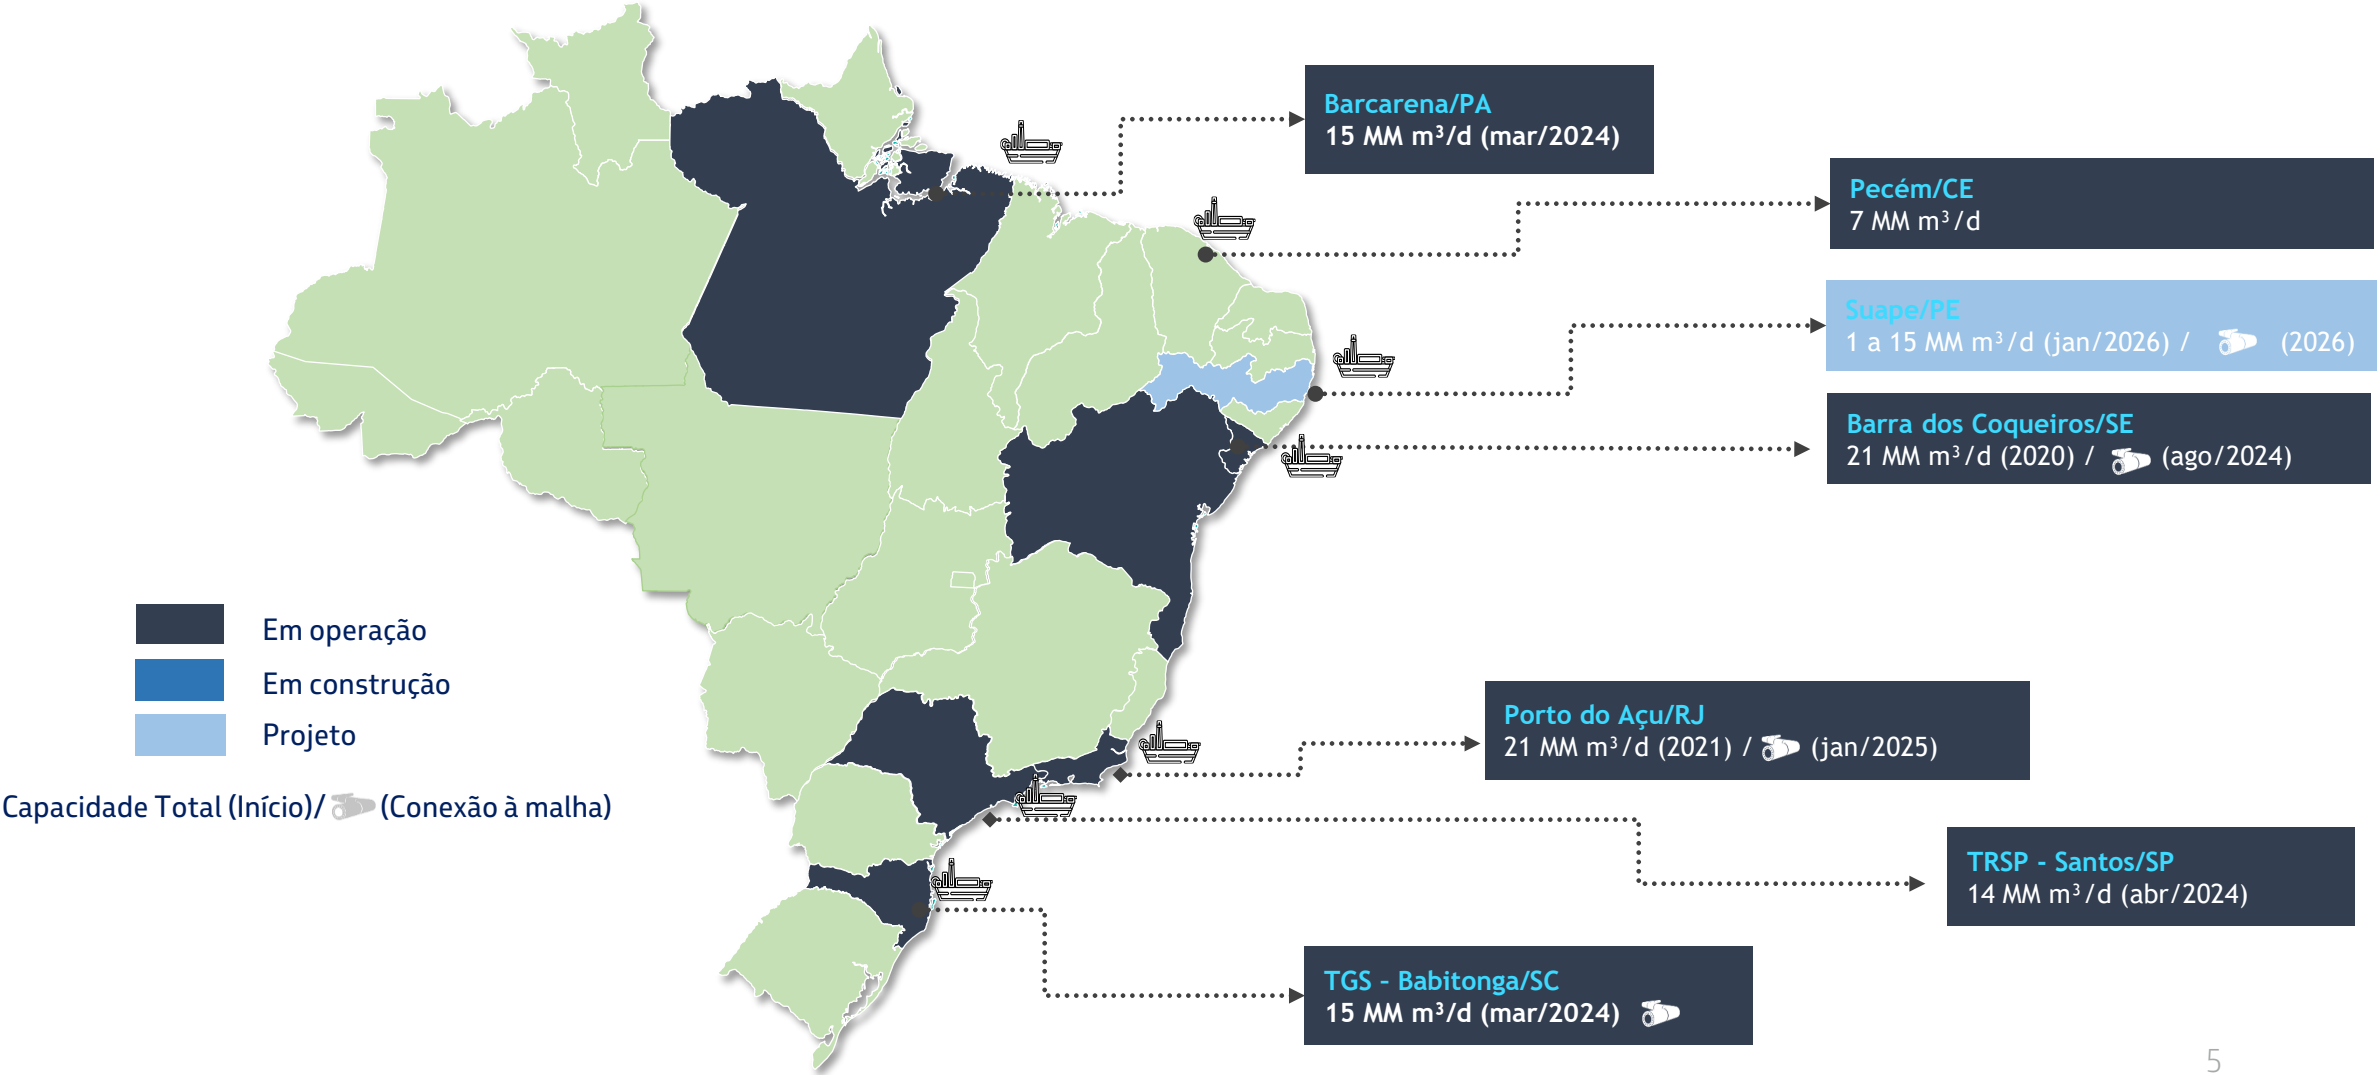 Barcarena/PA
15 MM m³/d (mar/2024)
Pecém/CE
7 MM m³/d
Suape/PE
1 a 15 MM m³/d (jan/2026) / (2026)
Barra dos Coqueiros/SE
21 MM m³/d (2020) / (ago/2024)
Em operação
Em construção
Projeto
Capacidade Total (Início)/ (Conexão à malha)
Porto do Açu/RJ
21 MM m³/d (2021) / (jan/2025)
TRSP - Santos/SP
14 MM m³/d (abr/2024)
TGS - Babitonga/SC
15 MM m³/d (mar/2024)
5